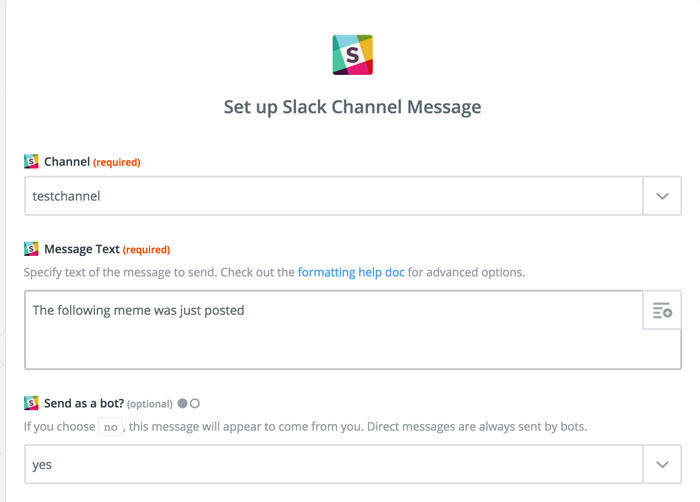 S
Set up Slack Channel Message
S Channel (required)
testchannel
S Message Text (required)
Specify text of the message to send. Check out the formatting help doc for advanced options.
The following meme was just posted
S Send as a bot? (optional)
If you choose no, this message will appear to come from you. Direct messages are always sent by bots.
yes